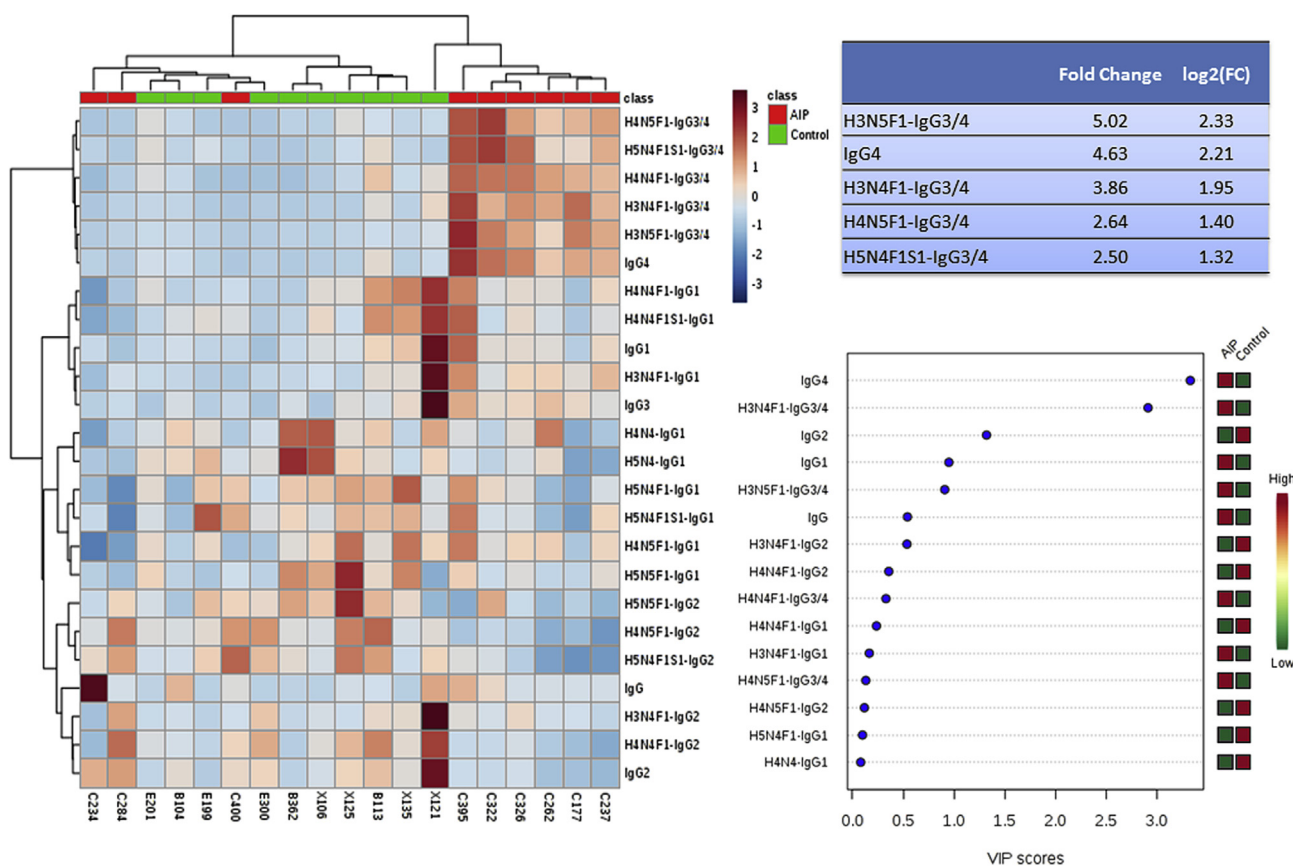 class
H4N5F1-IgG3/4
H5N4F1S1-IgG3/4
H4N4F1-IgG3/4
H3N4F1-IgG3/4
H3N5F1-IgG3/4
IgG4
H4N4F1-IgG1
H4N4F1S1-IgG1
IgG1
H3N4F1-IgG1
IgG3
H4N4-IgG1
H5N4-IgG1
H5N4F1-IgG1
H5N4F1S1-IgG1
H4N5F1-IgG1
H5N5F1-IgG1
H5N5F1-IgG2
H4N5F1-IgG2
H5N4F1S1-IgG2
IgG
H3N4F1-IgG2
H4N4F1-IgG2
IgG2
C234 C284 E201 B104 E199 C400 E300 B362 X106 X125 B113 X135 X121 C395 C322 C326 C262 C177 C237
3
2
1
0
-1
-2
-3
class
AIP
Control
Fold Change log2(FC)
H3N5F1-IgG3/4 5.02 2.33
IgG4 4.63 2.21
H3N4F1-IgG3/4 3.86 1.95
H4N5F1-IgG3/4 2.64 1.40
H5N4F1S1-IgG3/4 2.50 1.32
AIP Control
IgG4
H3N4F1-IgG3/4
IgG2
IgG1
H3N5F1-IgG3/4
IgG
H3N4F1-IgG2
H4N4F1-IgG2
H4N4F1-IgG3/4
H4N4F1-IgG1
H3N4F1-IgG1
H4N5F1-IgG3/4
H4N5F1-IgG2
H5N4F1-IgG1
H4N4-IgG1
0.0 0.5 1.0 1.5 2.0 2.5 3.0
VIP scores
High
Low